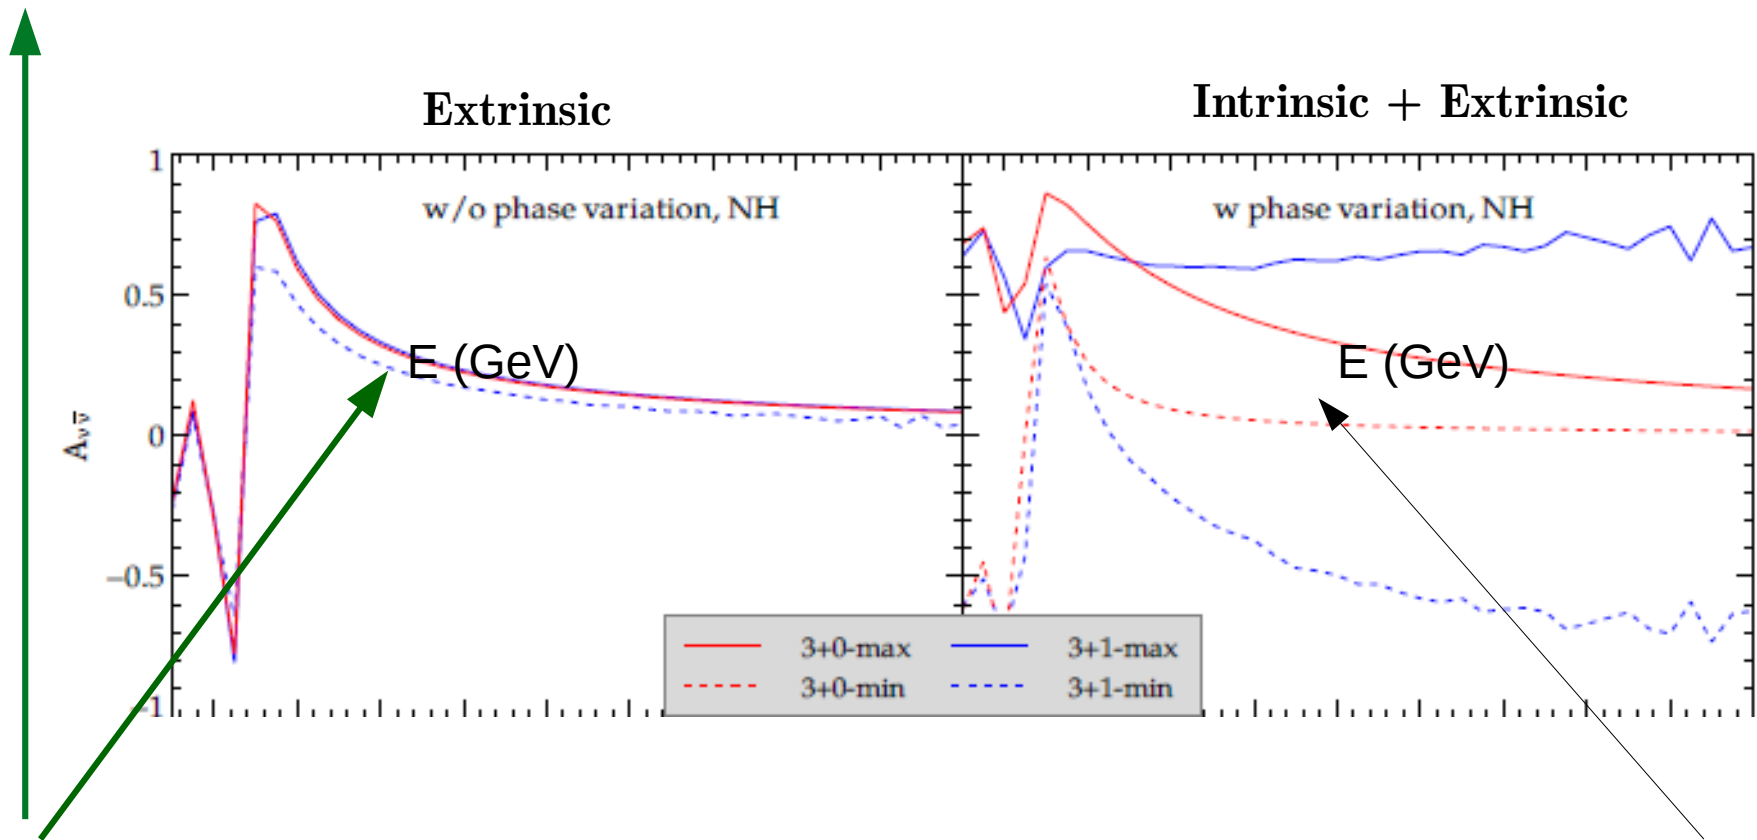 Extrinsic
Intrinsic + Extrinsic
w/o phase variation, NH
w phase variation, NH
1
0.5
0
−0.5
−1
A_{νν̄}
E (GeV)
E (GeV)
3+0-max
3+1-max
3+0-min
3+1-min